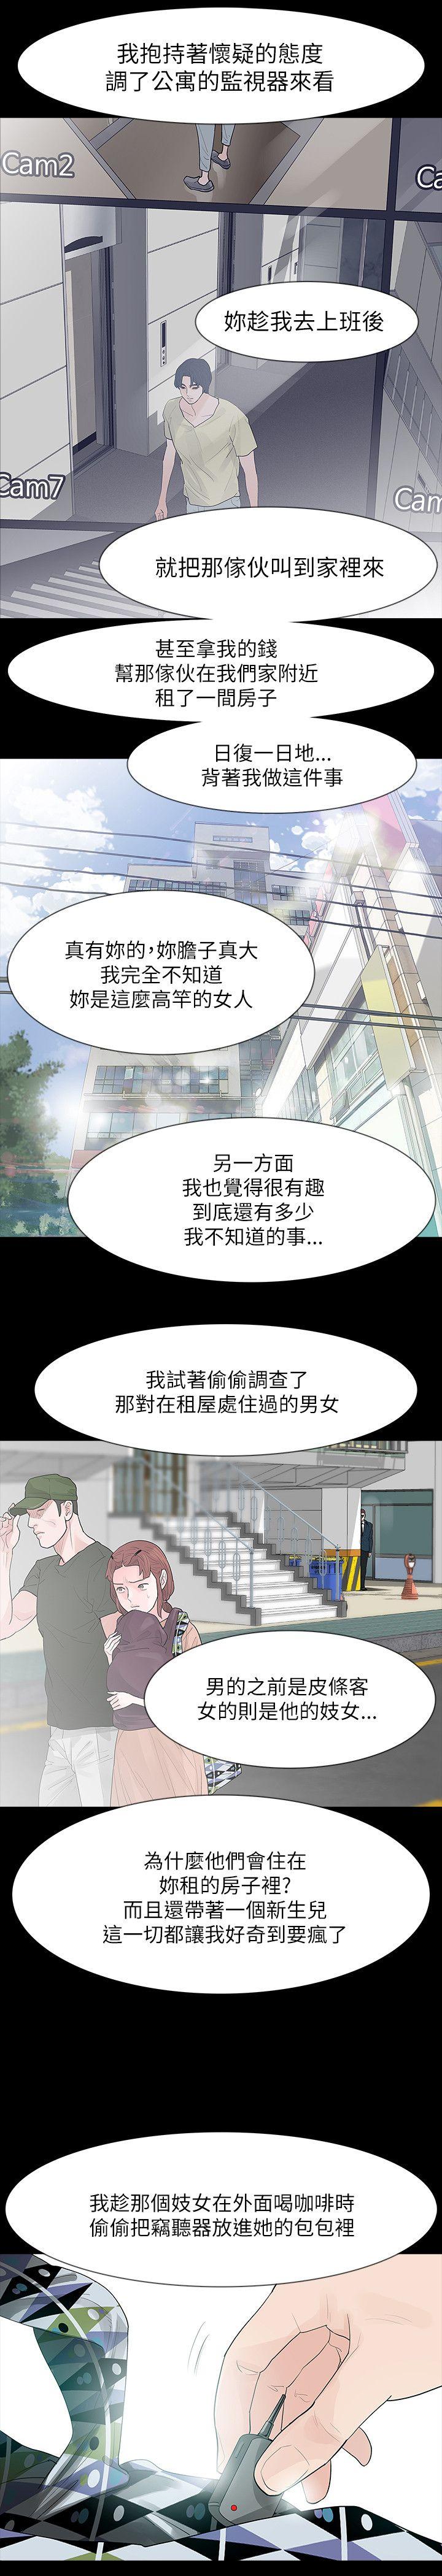 我抱持著懷疑的態度
調了公寓的監視器來看
Cam2
Ca
妳趁我去上班後
Cam7
Cam
就把那傢伙叫到家裡來
甚至拿我的錢
幫那傢伙在我們家附近
租了一間房子
日復一日地...
背著我做這件事
真有妳的,妳膽子真大
我完全不知道
妳是這麼高竿的女人
另一方面
我也覺得很有趣
到底還有多少
我不知道的事...
我試著偷偷調查了
那對在租屋處住過的男女
男的之前是皮條客
女的則是他的妓女...
為什麼他們會住在
妳租的房子裡?
而且還帶著一個新生兒
這一切都讓我好奇到要瘋了
我趁那個妓女在外面喝咖啡時
偷偷把竊聽器放進她的包包裡